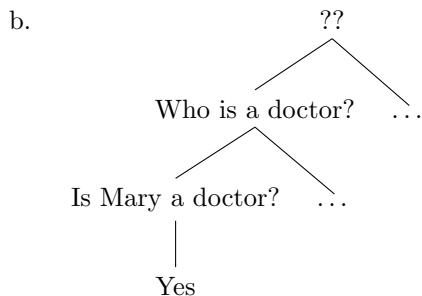 b.
??
Who is a doctor? ...
Is Mary a doctor? ...
Yes